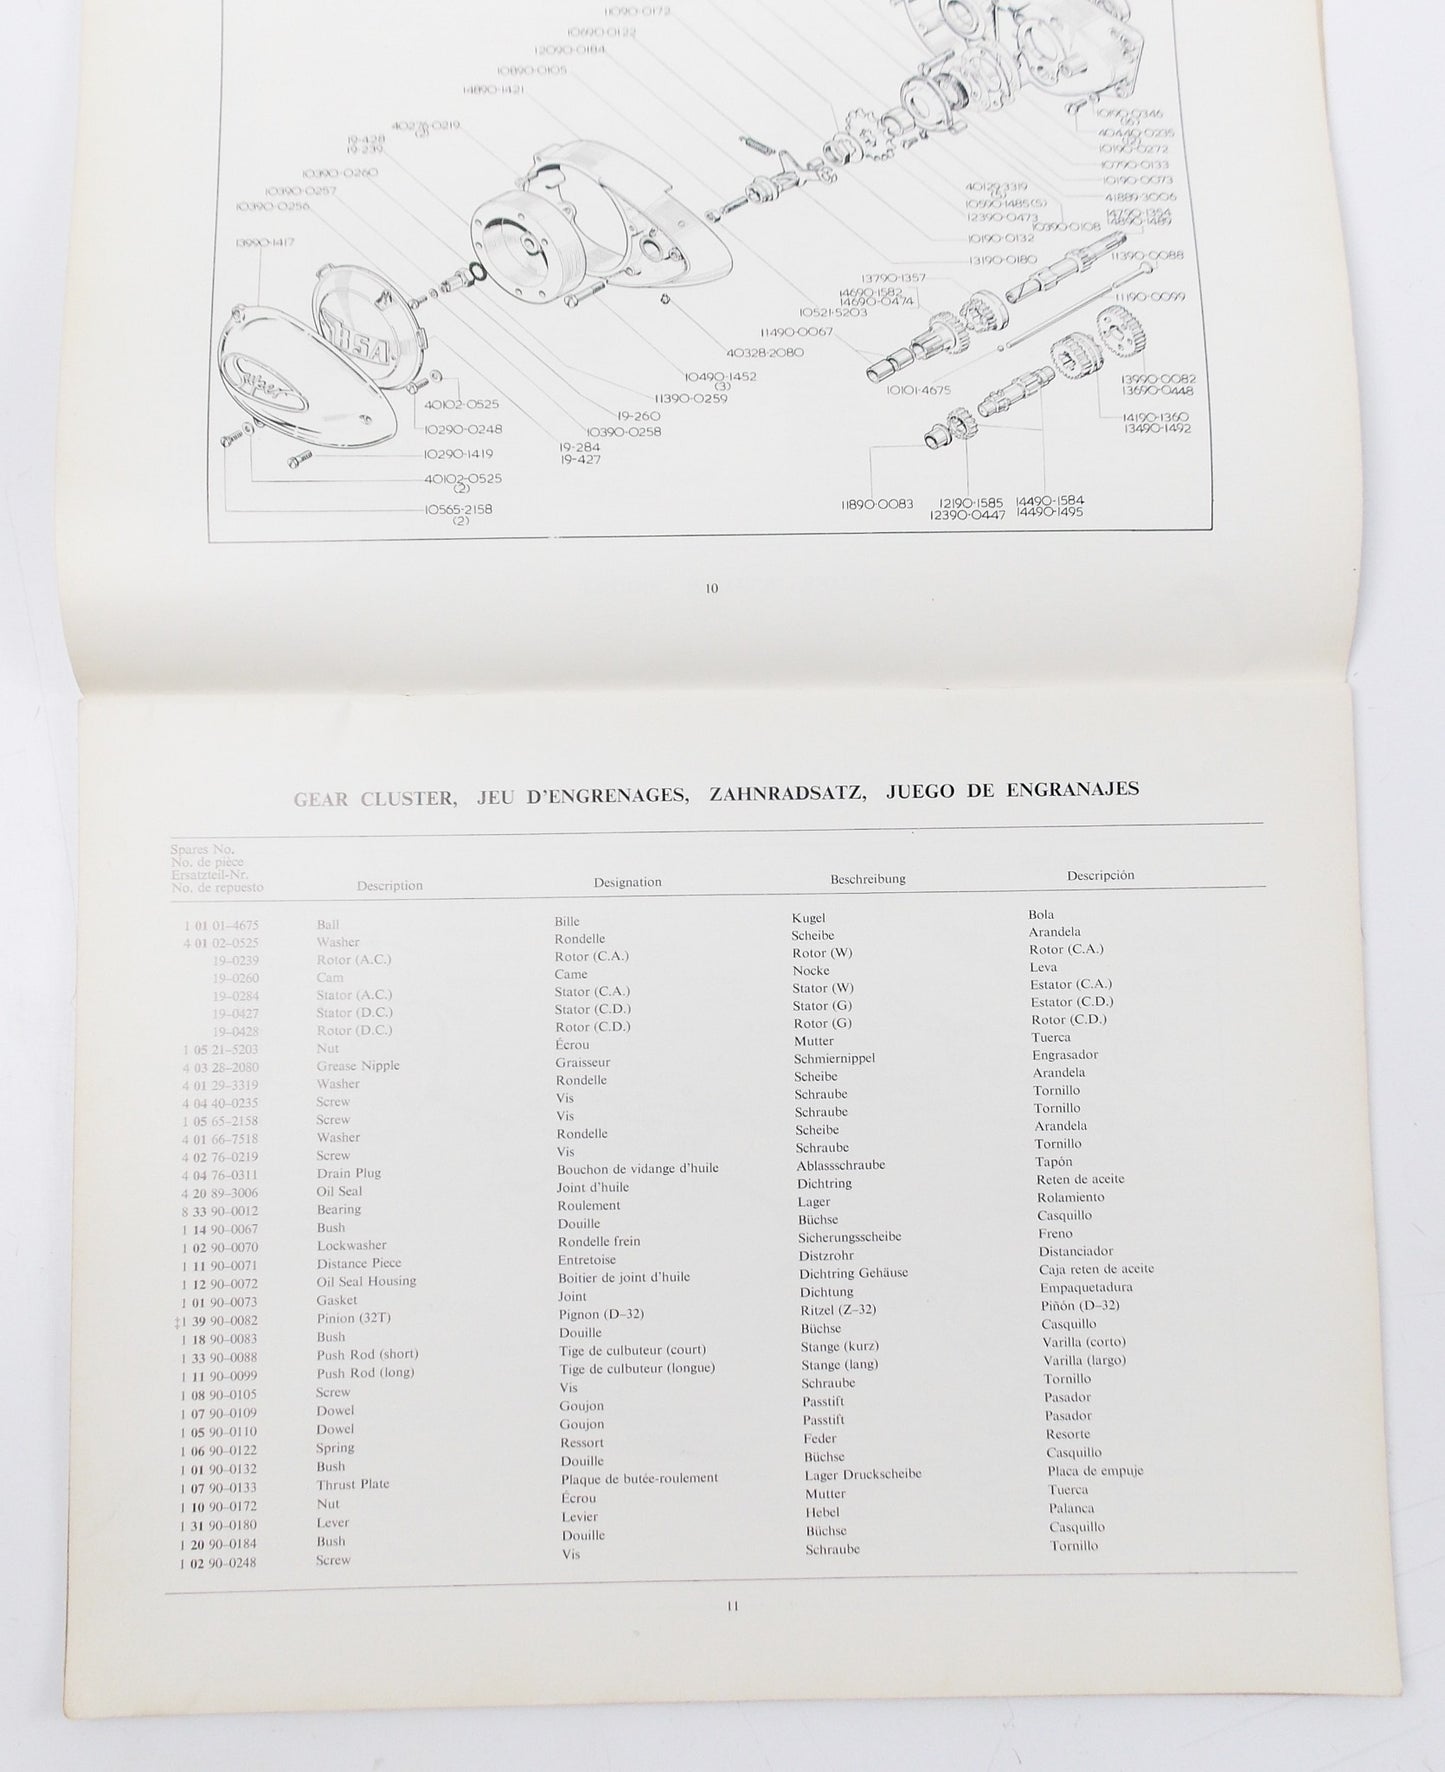 11090-0172
10690-0122
12090-0184
10890-0105
14890-1421
40276-0219
(3)
19-428
19-239
10390-0260
10390-0257
10390-0256
13990-1417
BSA
10190-0346
(6)
40440-0235
(12)
10190-0272
10790-0133
10190-0073
41889-3006
14790-1354
14890-1489
11390-0088
11190-0099
40129-3319
(5)
10590-1485(5)
12390-0473
10390-0108
10190-0132
13190-0180
13790-1357
14690-1582
14690-0474
10521-5203
11490-0067
40328-2080
10490-1452
(3)
11390-0259
19-260
10390-0258
19-284
19-427
40102-0525
10290-0248
10290-1419
40102-0525
(2)
10565-2158
(2)
10101-4675
13990-0082
13690-0448
14190-1360
13490-1492
11890-0083
12190-1585
12390-0447
14490-1584
14490-1495
10
GEAR CLUSTER, JEU D'ENGRENAGES, ZAHNRADSATZ, JUEGO DE ENGRANAJES
Spares No.
No. de pièce
Ersatzteil-Nr.
No. de repuesto Description Designation Beschreibung Descripción
1 01 01–4675 Ball Bille Kugel Bola
4 01 02–0525 Washer Rondelle Scheibe Arandela
19–0239 Rotor (A.C.) Rotor (C.A.) Rotor (W) Rotor (C.A.)
19–0260 Cam Came Nocke Leva
19–0284 Stator (A.C.) Stator (C.A.) Stator (W) Estator (C.A.)
19–0427 Stator (D.C.) Stator (C.D.) Stator (G) Estator (C.D.)
19–0428 Rotor (D.C.) Rotor (C.D.) Rotor (G) Rotor (C.D.)
1 05 21–5203 Nut Écrou Mutter Tuerca
4 03 28–2080 Grease Nipple Graisseur Schmiernippel Engrasador
4 01 29–3319 Washer Rondelle Scheibe Arandela
4 04 40–0235 Screw Vis Schraube Tornillo
1 05 65–2158 Screw Vis Schraube Tornillo
4 01 66–7518 Washer Rondelle Scheibe Arandela
4 02 76–0219 Screw Vis Schraube Tornillo
4 04 76–0311 Drain Plug Bouchon de vidange d'huile Ablassschraube Tapón
4 20 89–3006 Oil Seal Joint d'huile Dichtring Reten de aceite
8 33 90–0012 Bearing Roulement Lager Rolamiento
1 14 90–0067 Bush Douille Büchse Casquillo
1 02 90–0070 Lockwasher Rondelle frein Sicherungsscheibe Freno
1 11 90–0071 Distance Piece Entretoise Distzrohr Distanciador
1 12 90–0072 Oil Seal Housing Boitier de joint d'huile Dichtring Gehäuse Caja reten de aceite
1 01 90–0073 Gasket Joint Dichtung Empaquetadura
‡1 39 90–0082 Pinion (32T) Pignon (D–32) Ritzel (Z–32) Piñón (D–32)
1 18 90–0083 Bush Douille Büchse Casquillo
1 33 90–0088 Push Rod (short) Tige de culbuteur (court) Stange (kurz) Varilla (corto)
1 11 90–0099 Push Rod (long) Tige de culbuteur (longue) Stange (lang) Varilla (largo)
1 08 90–0105 Screw Vis Schraube Tornillo
1 07 90–0109 Dowel Goujon Passtift Pasador
1 05 90–0110 Dowel Goujon Passtift Pasador
1 06 90–0122 Spring Ressort Feder Resorte
1 01 90–0132 Bush Douille Büchse Casquillo
1 07 90–0133 Thrust Plate Plaque de butée-roulement Lager Druckscheibe Placa de empuje
1 10 90–0172 Nut Écrou Mutter Tuerca
1 31 90–0180 Lever Levier Hebel Palanca
1 20 90–0184 Bush Douille Büchse Casquillo
1 02 90–0248 Screw Vis Schraube Tornillo
11